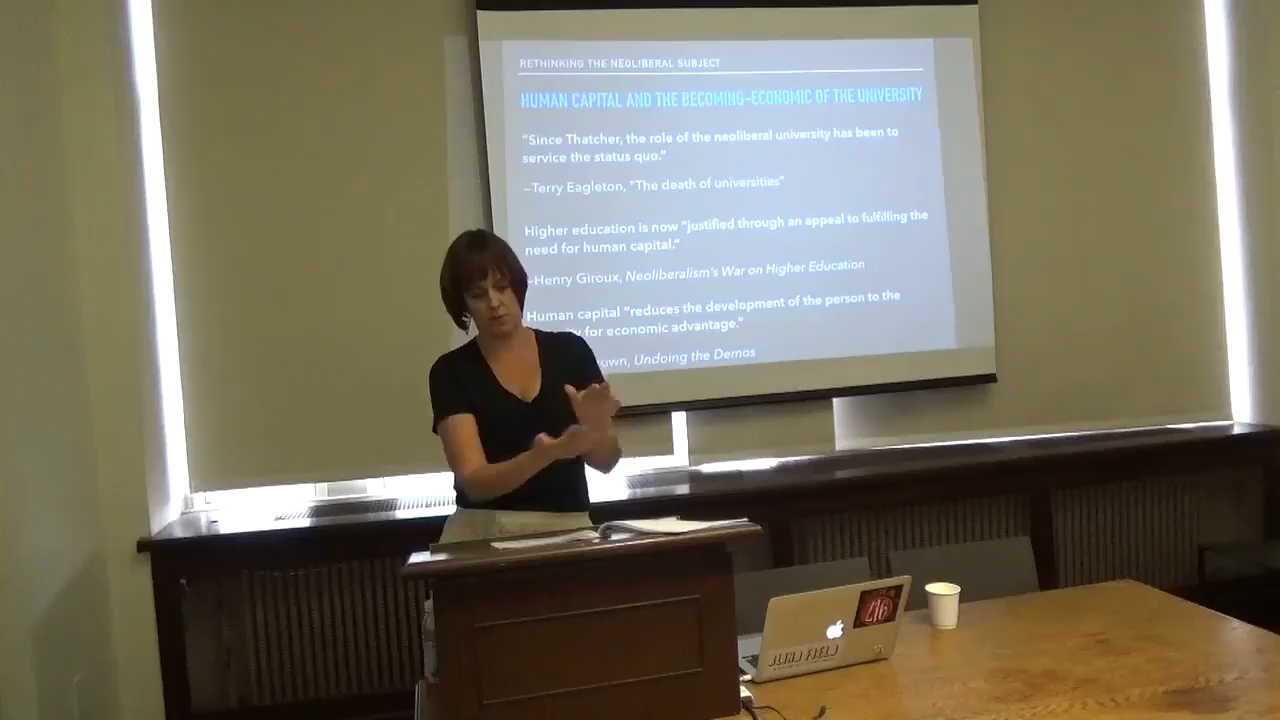 RETHINKING THE NEOLIBERAL SUBJECT
HUMAN CAPITAL AND THE BECOMING-ECONOMIC OF THE UNIVERSITY
“Since Thatcher, the role of the neoliberal university has been to
service the status quo.”
—Terry Eagleton, “The death of universities”
Higher education is now “justified through an appeal to fulfilling the
need for human capital.”
—Henry Giroux, Neoliberalism's War on Higher Education
Human capital “reduces the development of the person to the
for economic advantage.”
Undoing the Demos
BLIND FIELD